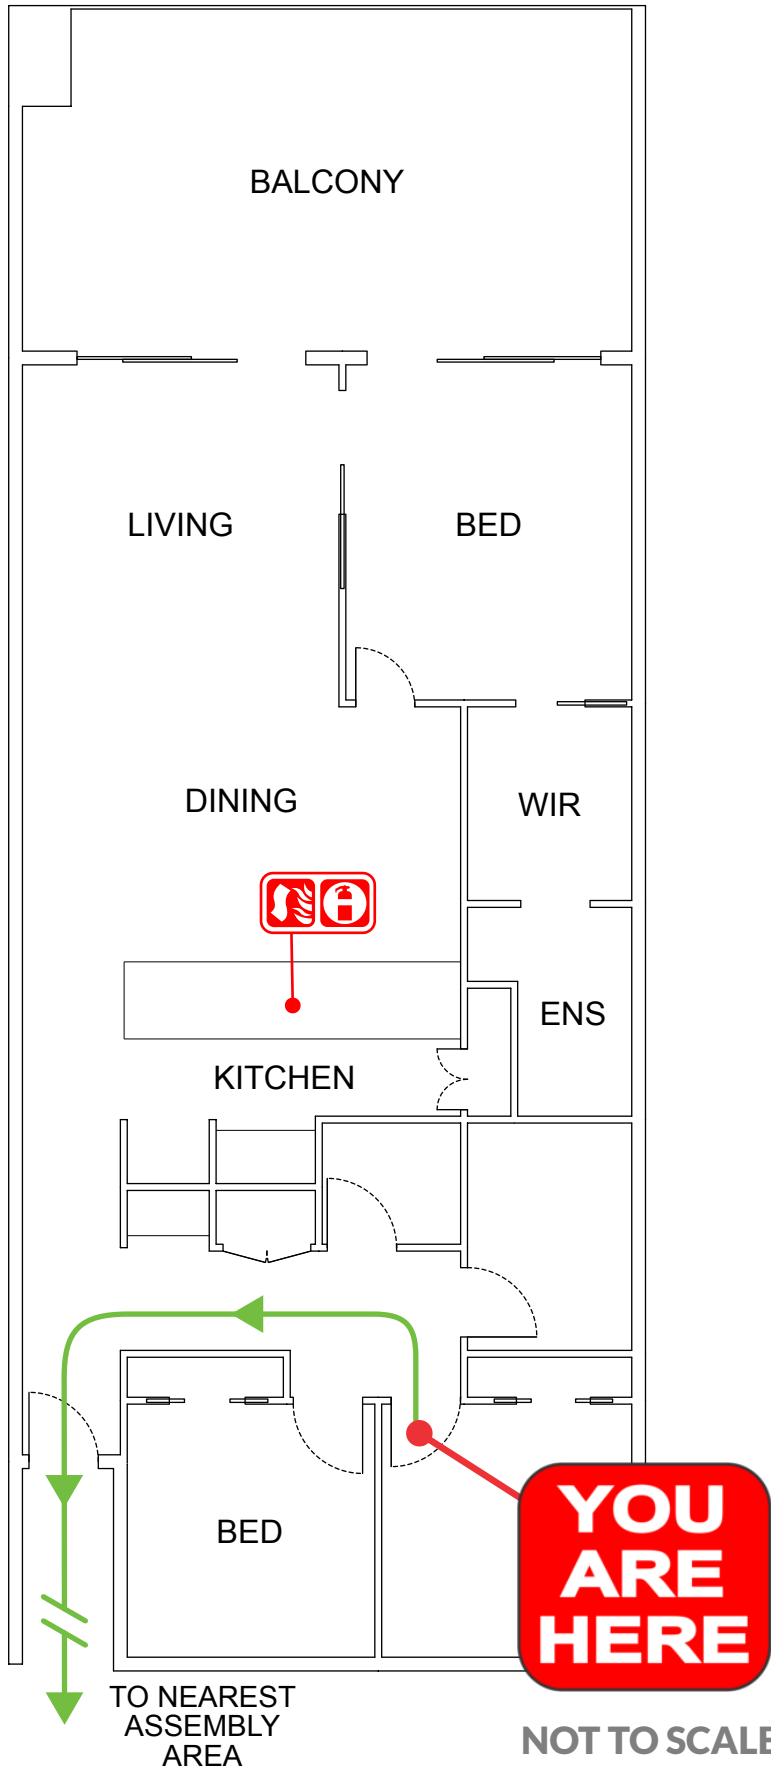 BALCONY
LIVING
BED
DINING
WIR
ENS
KITCHEN
BED
YOU
ARE
HERE
TO NEAREST
ASSEMBLY
AREA
NOT TO SCALE